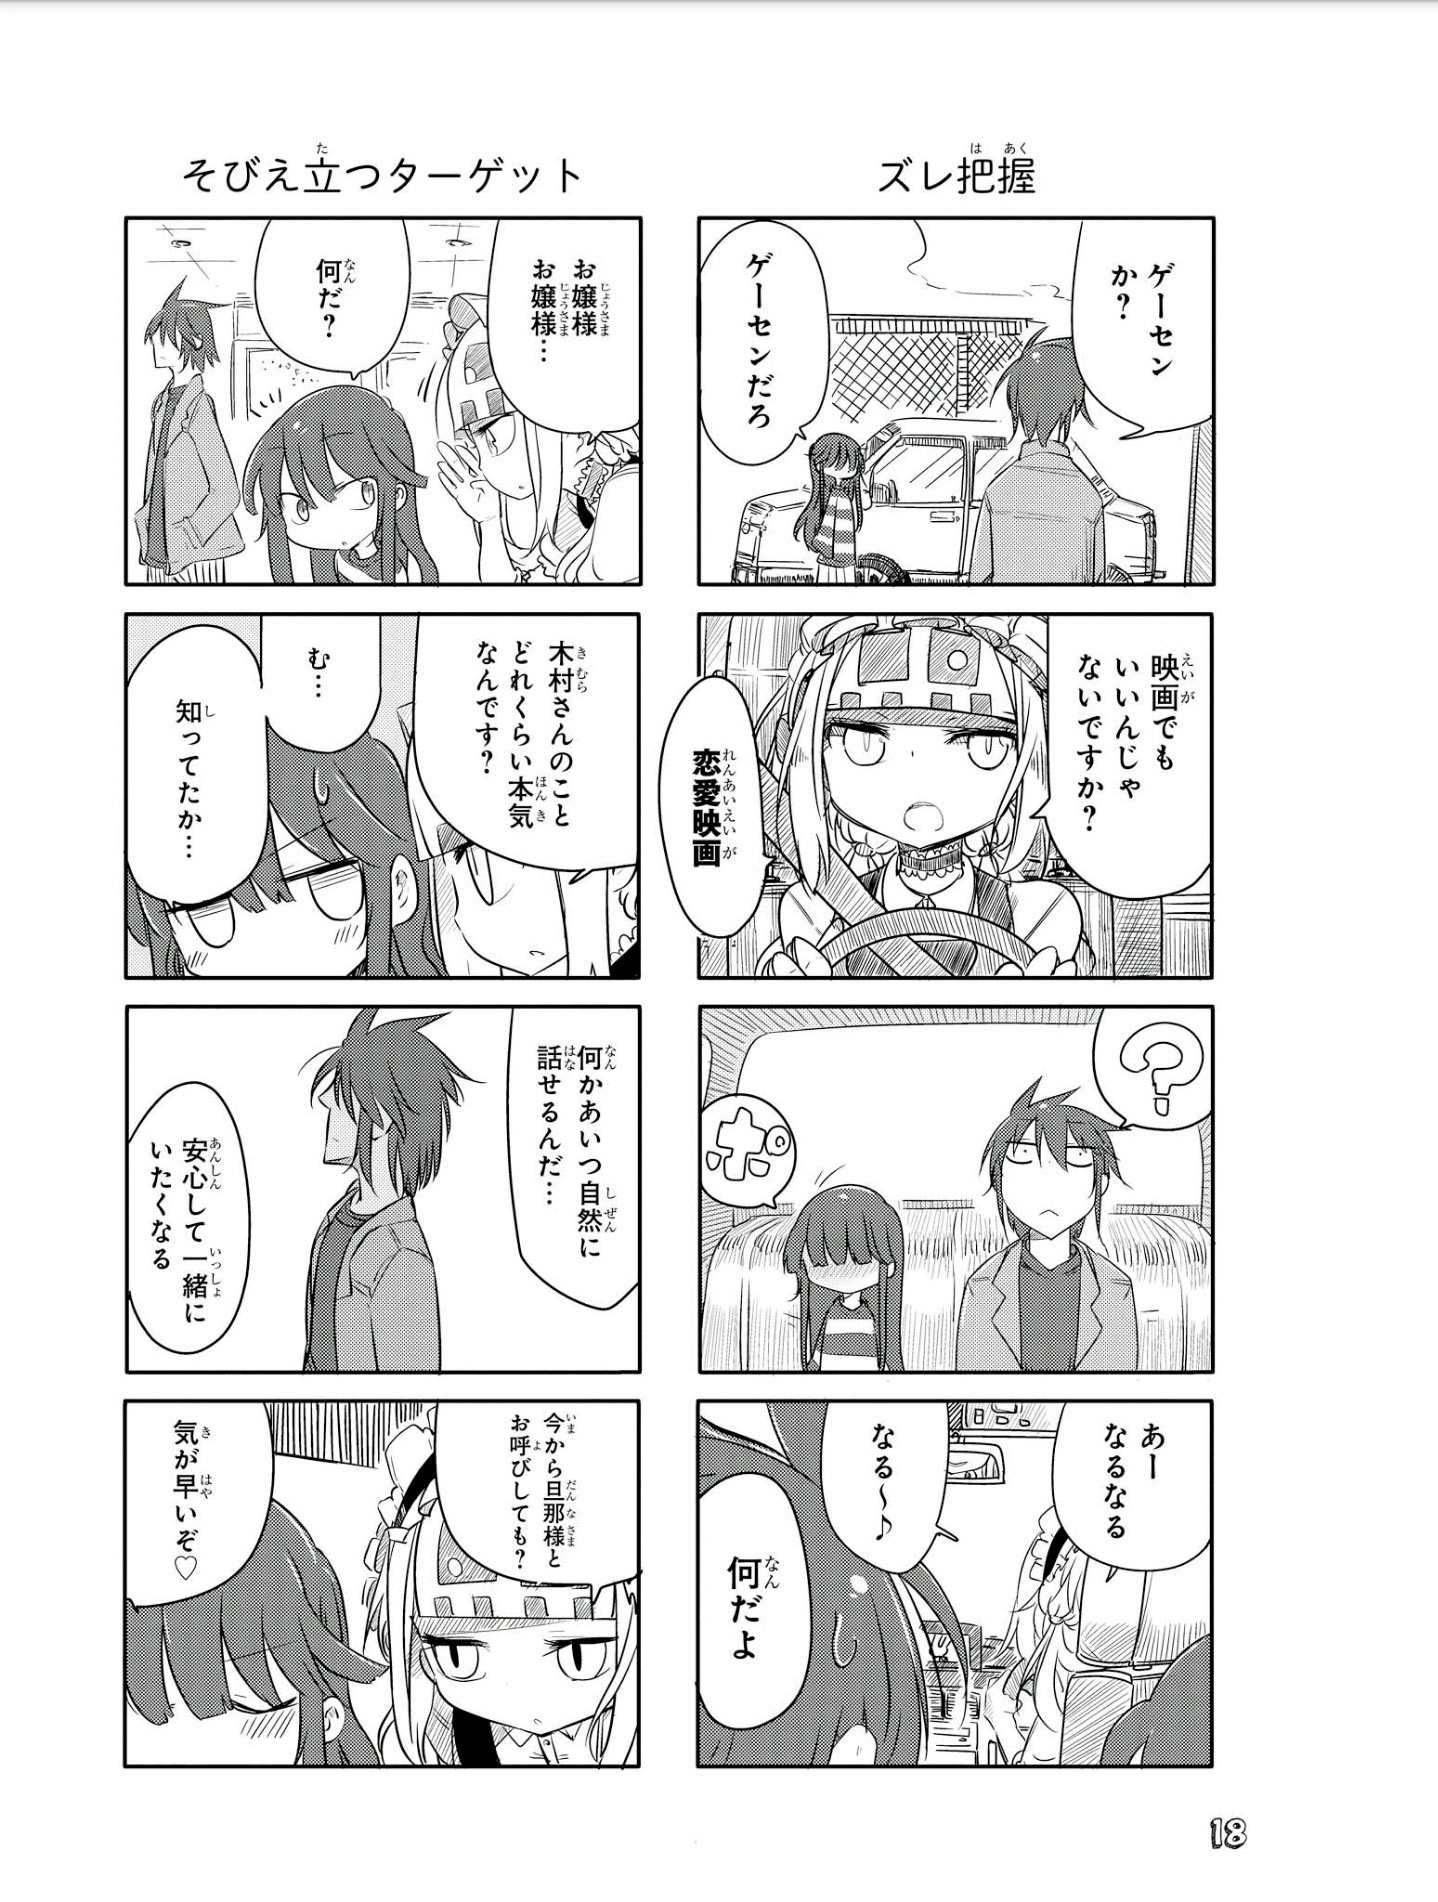 ズレ把握
ゲーセン
か？
ゲーセンだろ
映画でも
いいんじゃ
ないですか？
恋愛映画
？
ポ
あー
なるなる
なる～♪
何だよ
そびえ立つターゲット
お嬢様
お嬢様…
何だ？
木村さんのこと
どれくらい本気
なんです？
む…
知ってたか…
何かあいつ自然に
話せるんだ…
安心して一緒に
いたくなる
今から旦那様と
お呼びしても？
気が早いぞ♡
18